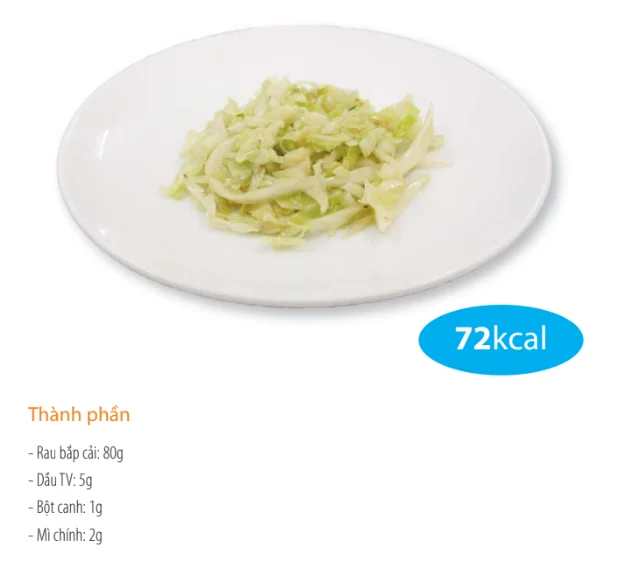 72kcal
Thành phần
- Rau bắp cải: 80g
- Dầu TV: 5g
- Bột canh: 1g
- Mì chính: 2g